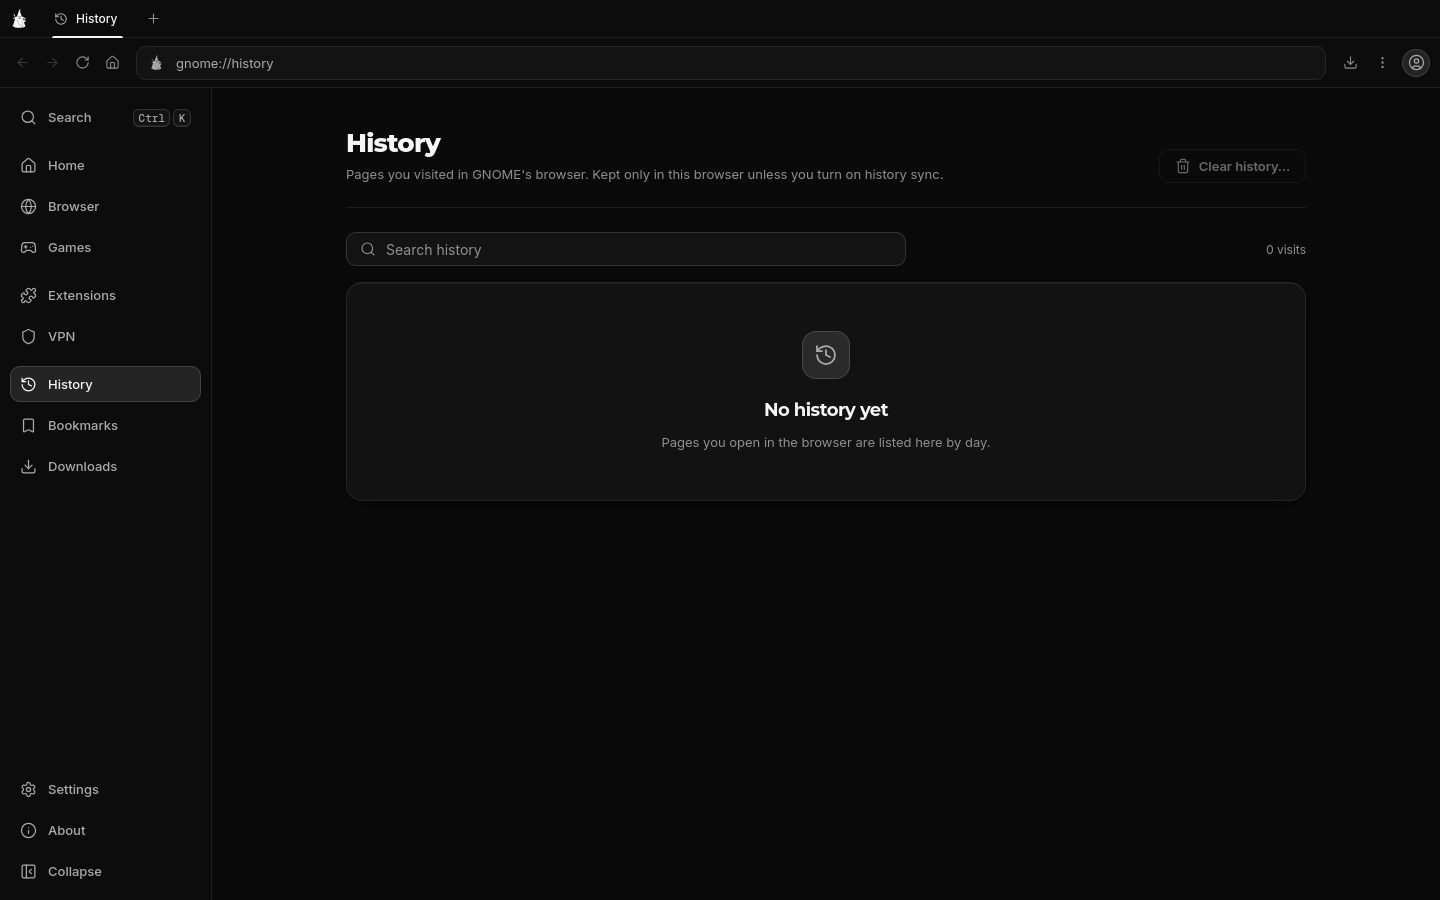 History
gnome://history
Search Ctrl K
Home
Browser
Games
Extensions
VPN
History
Bookmarks
Downloads
Settings
About
Collapse
History
Pages you visited in GNOME's browser. Kept only in this browser unless you turn on history sync.
Clear history...
Search history
0 visits
No history yet
Pages you open in the browser are listed here by day.